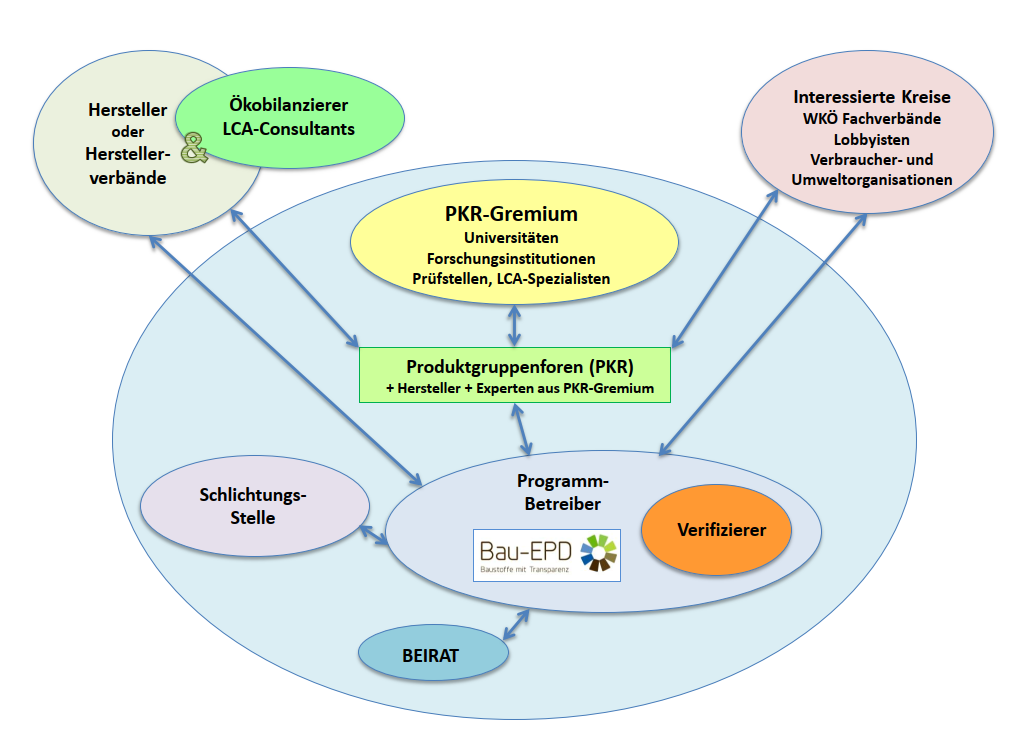 Hersteller
oder
Hersteller-
verbände
&
Ökobilanzierer
LCA-Consultants
Interessierte Kreise
WKÖ Fachverbände
Lobbyisten
Verbraucher- und
Umweltorganisationen
PKR-Gremium
Universitäten
Forschungsinstitutionen
Prüfstellen, LCA-Spezialisten
Produktgruppenforen (PKR)
+ Hersteller + Experten aus PKR-Gremium
Schlichtungs-
Stelle
Programm-
Betreiber
Bau-EPD
Baustoffe mit Transparenz
Verifizierer
BEIRAT